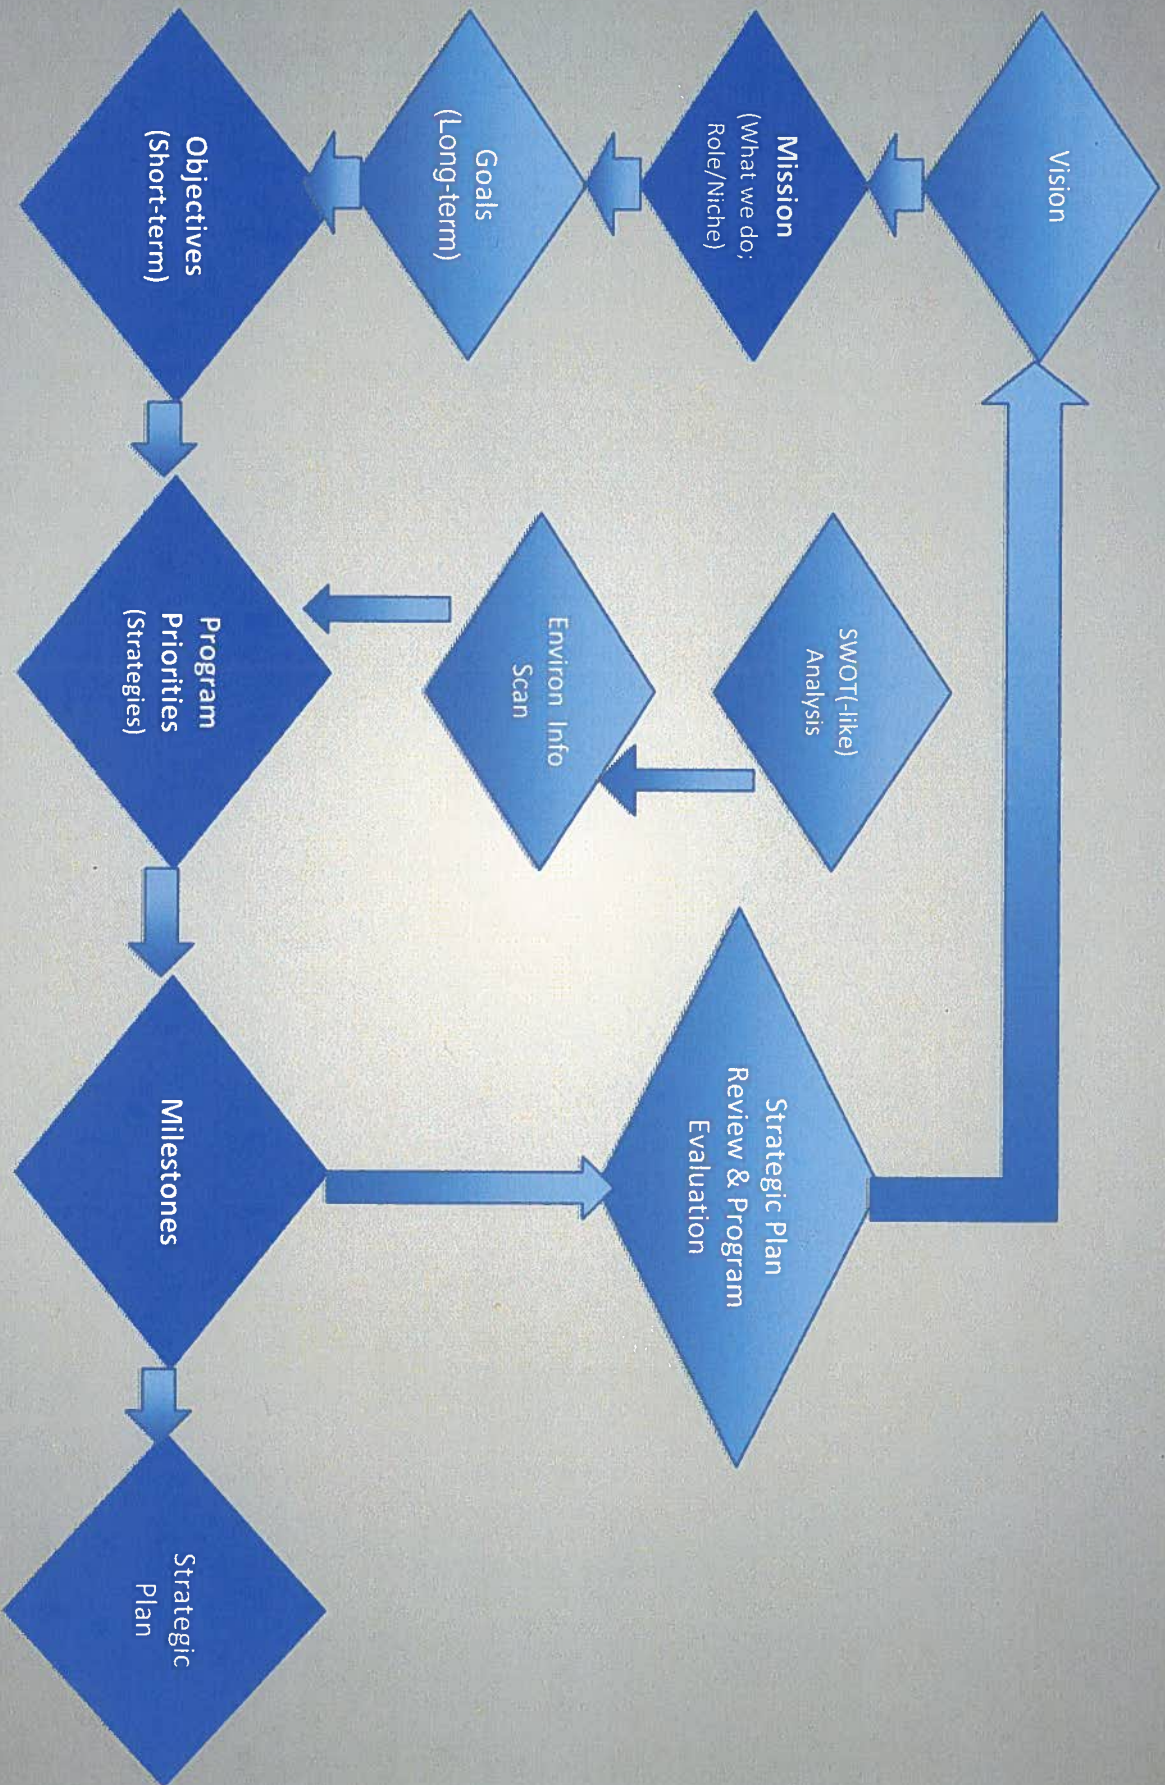 Vision
SWOT(-like)
Analysis
Strategic Plan
Review & Program
Evaluation
Mission
(What we do;
Role/Niche)
Environ Info
Scan
Goals
(Long-term)
Objectives
(Short-term)
Program
Priorities
(Strategies)
Milestones
Strategic
Plan